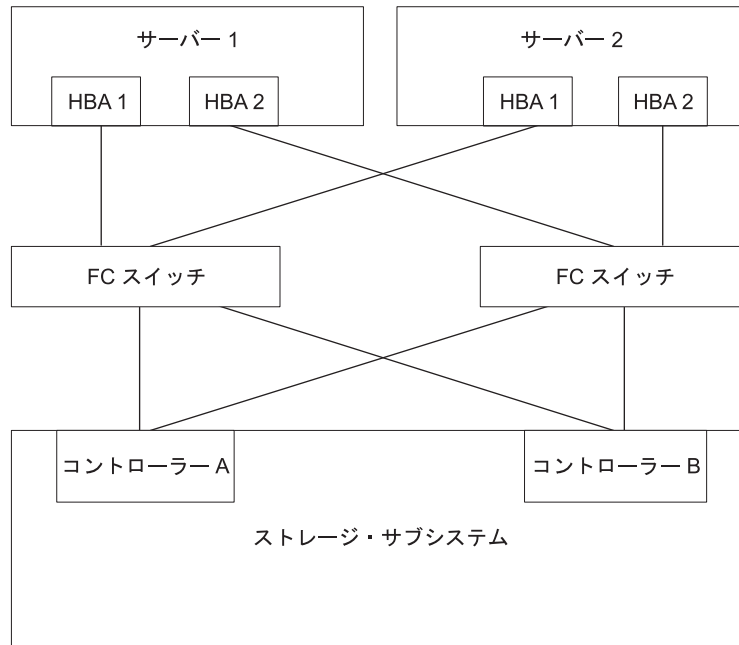 サーバー 1
サーバー 2
HBA 1
HBA 2
HBA 1
HBA 2
FC スイッチ
FC スイッチ
コントローラー A
コントローラー B
ストレージ・サブシステム